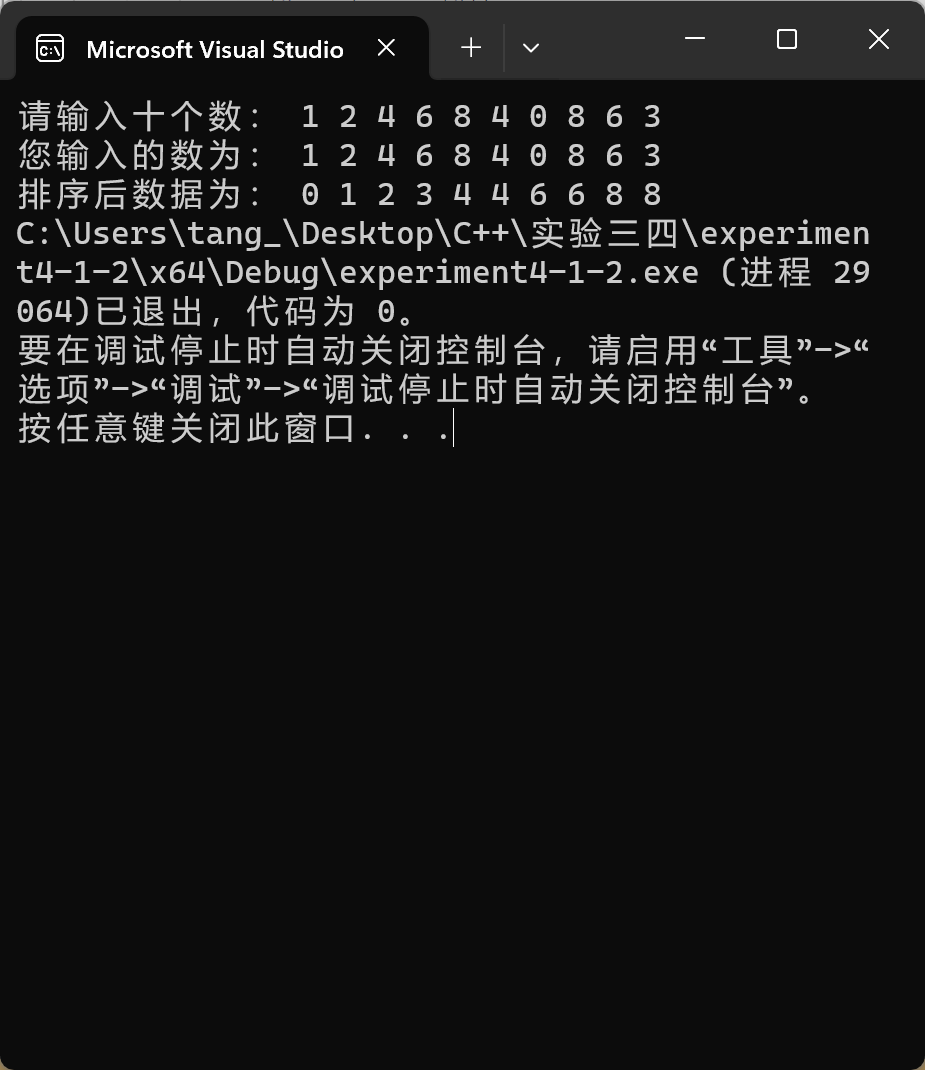 Microsoft Visual Studio
请输入十个数: 1 2 4 6 8 4 0 8 6 3
您输入的数为: 1 2 4 6 8 4 0 8 6 3
排序后数据为: 0 1 2 3 4 4 6 6 8 8
C:\Users\tang_\Desktop\C++\实验三四\experimen
t4-1-2\x64\Debug\experiment4-1-2.exe (进程 29
064)已退出，代码为 0。
要在调试停止时自动关闭控制台，请启用“工具”->“
选项”->“调试”->“调试停止时自动关闭控制台”。
按任意键关闭此窗口. . .